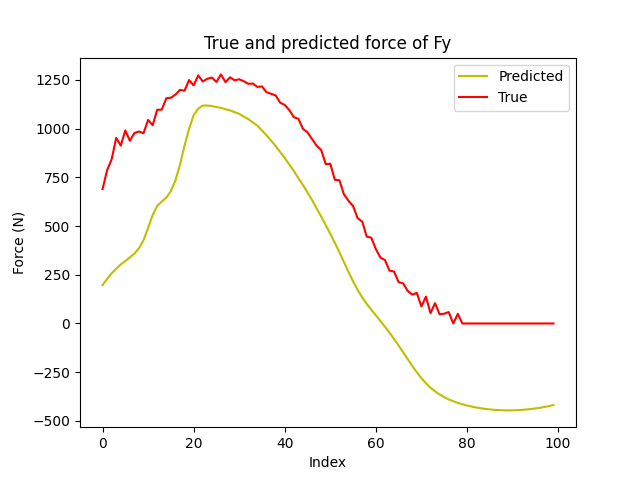 True and predicted force of Fy
Predicted
True
1250
1000
750
500
250
0
−250
−500
Force (N)
0 20 40 60 80 100
Index